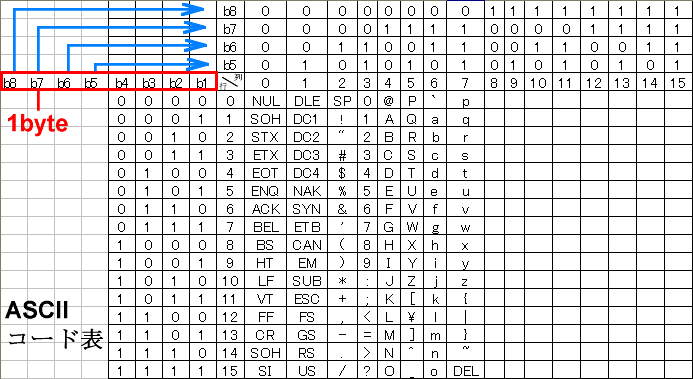 b8 0 0 0 0 0 0 0 0 1 1 1 1 1 1 1 1
b7 0 0 0 0 1 1 1 1 0 0 0 0 1 1 1 1
b6 0 0 1 1 0 0 1 1 0 0 1 1 0 0 1 1
b5 0 1 0 1 0 1 0 1 0 1 0 1 0 1 0 1
b8 b7 b6 b5 b4 b3 b2 b1 行/列 0 1 2 3 4 5 6 7 8 9 10 11 12 13 14 15
1byte
0 0 0 0 0 NUL DLE SP 0 @ P ` p
0 0 0 1 1 SOH DC1 ! 1 A Q a q
0 0 1 0 2 STX DC2 ” 2 B R b r
0 0 1 1 3 ETX DC3 # 3 C S c s
0 1 0 0 4 EOT DC4 $ 4 D T d t
0 1 0 1 5 ENQ NAK % 5 E U e u
0 1 1 0 6 ACK SYN & 6 F V f v
0 1 1 1 7 BEL ETB ' 7 G W g w
1 0 0 0 8 BS CAN ( 8 H X h x
1 0 0 1 9 HT EM ) 9 I Y i y
1 0 1 0 10 LF SUB * : J Z j z
1 0 1 1 11 VT ESC + ; K [ k {
1 1 0 0 12 FF FS , < L ¥ l |
1 1 0 1 13 CR GS - = M ] m }
1 1 1 0 14 SOH RS . > N ^ n ~
1 1 1 1 15 SI US / ? O _ o DEL
ASCII
コード表